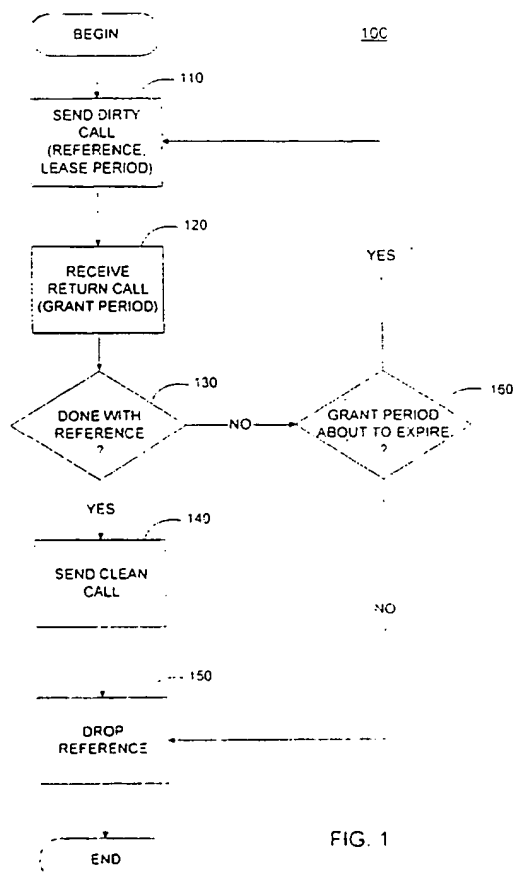 BEGIN
100
110
SEND DIRTY
CALL
(REFERENCE,
LEASE PERIOD)
120
RECEIVE
RETURN CALL
(GRANT PERIOD)
YES
130
DONE WITH
REFERENCE
?
NO
160
GRANT PERIOD
ABOUT TO EXPIRE
?
YES
140
SEND CLEAN
CALL
NO
150
DROP
REFERENCE
END
FIG. 1